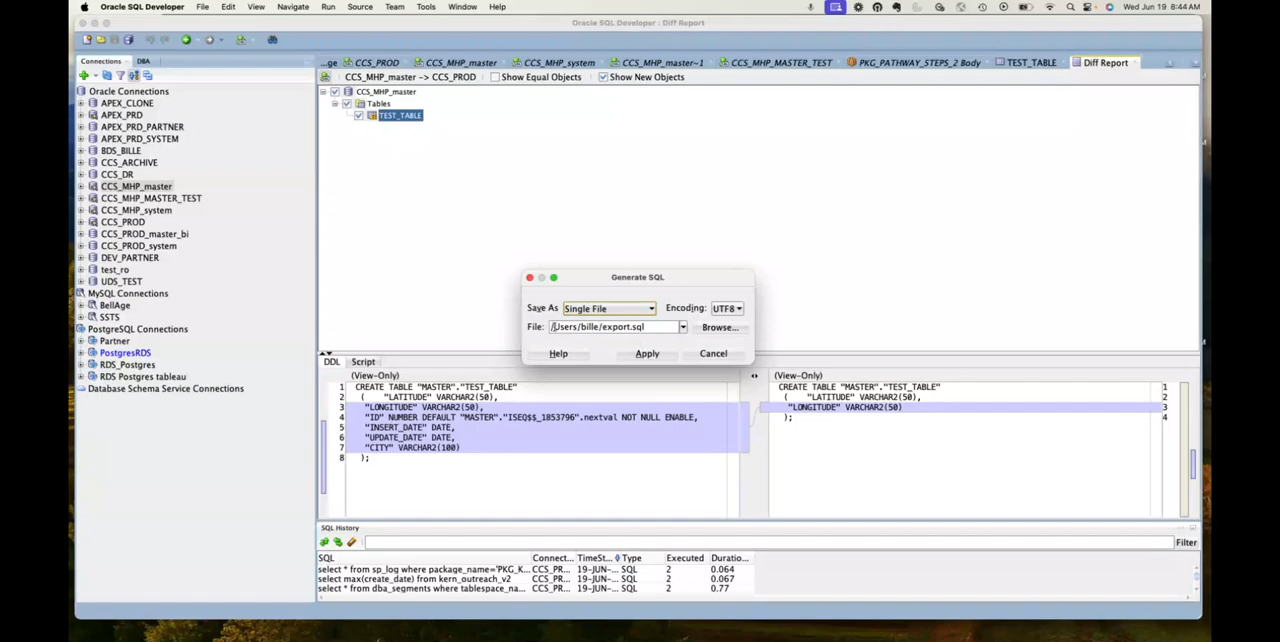 Oracle SQL Developer File Edit View Navigate Run Source Team Tools Window Help Wed Jun 19 8:44 AM
Oracle SQL Developer : Diff Report
Connections DBA
...ge CCS_PROD CCS_MHP_master CCS_MHP_system CCS_MHP_master~1 CCS_MHP_MASTER_TEST PKG_PATHWAY_STEPS_2 Body TEST_TABLE Diff Report
CCS_MHP_master -> CCS_PROD Show Equal Objects Show New Objects
Oracle Connections
APEX_CLONE
APEX_PRD
APEX_PRD_PARTNER
APEX_PRD_SYSTEM
BDS_BILLE
CCS_ARCHIVE
CCS_DR
CCS_MHP_master
CCS_MHP_MASTER_TEST
CCS_MHP_system
CCS_PROD
CCS_PROD_master_bi
CCS_PROD_system
DEV_PARTNER
test_ro
UDS_TEST
MySQL Connections
BellAge
SSTS
PostgreSQL Connections
Partner
PostgresRDS
RDS_Postgres
RDS Postgres tableau
Database Schema Service Connections
CCS_MHP_master
Tables
TEST_TABLE
Generate SQL
Save As Single File Encoding: UTF8
File: /Users/bille/export.sql Browse...
Help Apply Cancel
DDL Script
(View-Only)
1 CREATE TABLE "MASTER"."TEST_TABLE"
2 ( "LATITUDE" VARCHAR2(50),
3 "LONGITUDE" VARCHAR2(50),
4 "ID" NUMBER DEFAULT "MASTER"."ISEQ$$_1853796".nextval NOT NULL ENABLE,
5 "INSERT_DATE" DATE,
6 "UPDATE_DATE" DATE,
7 "CITY" VARCHAR2(100)
8 );
(View-Only)
CREATE TABLE "MASTER"."TEST_TABLE" 1
( "LATITUDE" VARCHAR2(50), 2
"LONGITUDE" VARCHAR2(50) 3
); 4
SQL History
Filter
SQL Connect... TimeSt... Type Executed Duratio...
select * from sp_log where package_name='PKG_K... CCS_PR... 19-JUN-... SQL 2 0.064
select max(create_date) from kern_outreach_v2 CCS_PR... 19-JUN-... SQL 2 0.067
select * from dba_segments where tablespace_na... CCS_PR... 19-JUN-... SQL 2 0.77